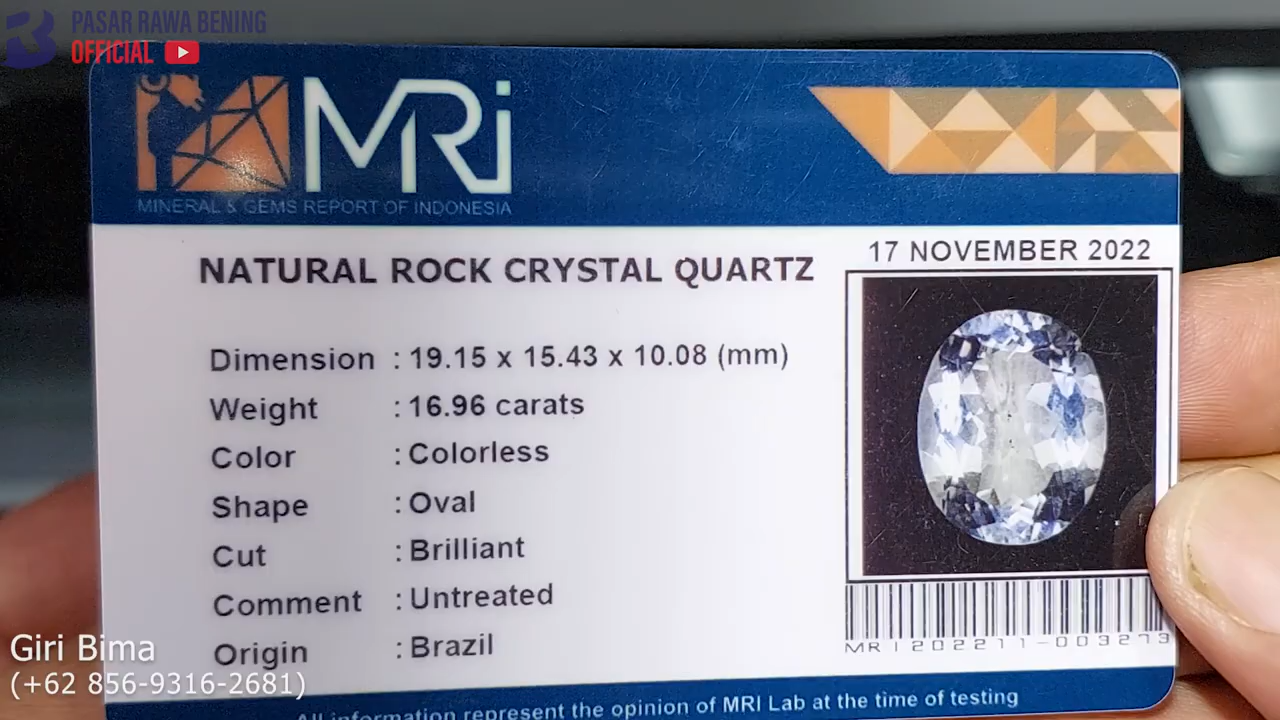 PASAR RAWA BENING
OFFICIAL
MRi
MINERAL & GEMS REPORT OF INDONESIA
17 NOVEMBER 2022
NATURAL ROCK CRYSTAL QUARTZ
Dimension : 19.15 x 15.43 x 10.08 (mm)
Weight : 16.96 carats
Color : Colorless
Shape : Oval
Cut : Brilliant
Comment : Untreated
Origin : Brazil
MRI202211-003273
Giri Bima
(+62 856-9316-2681)
All information represent the opinion of MRI Lab at the time of testing